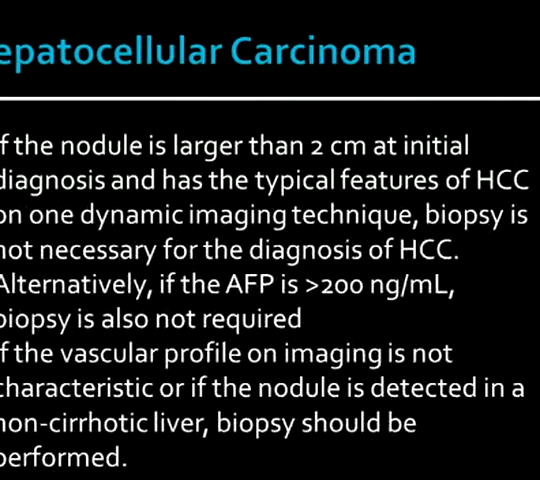 epatocellular Carcinoma
f the nodule is larger than 2 cm at initial
diagnosis and has the typical features of HCC
on one dynamic imaging technique, biopsy is
not necessary for the diagnosis of HCC.
Alternatively, if the AFP is >200 ng/mL,
biopsy is also not required
f the vascular profile on imaging is not
characteristic or if the nodule is detected in a
non-cirrhotic liver, biopsy should be
performed.